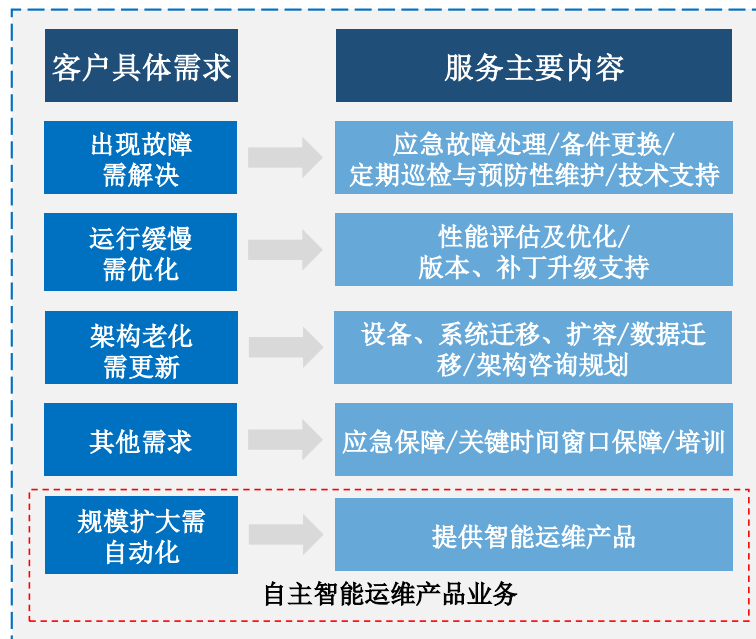 客户具体需求
服务主要内容
出现故障
需解决
应急故障处理/备件更换/
定期巡检与预防性维护/技术支持
运行缓慢
需优化
性能评估及优化/
版本、补丁升级支持
架构老化
需更新
设备、系统迁移、扩容/数据迁
移/架构咨询规划
其他需求
应急保障/关键时间窗口保障/培训
规模扩大需
自动化
提供智能运维产品
自主智能运维产品业务